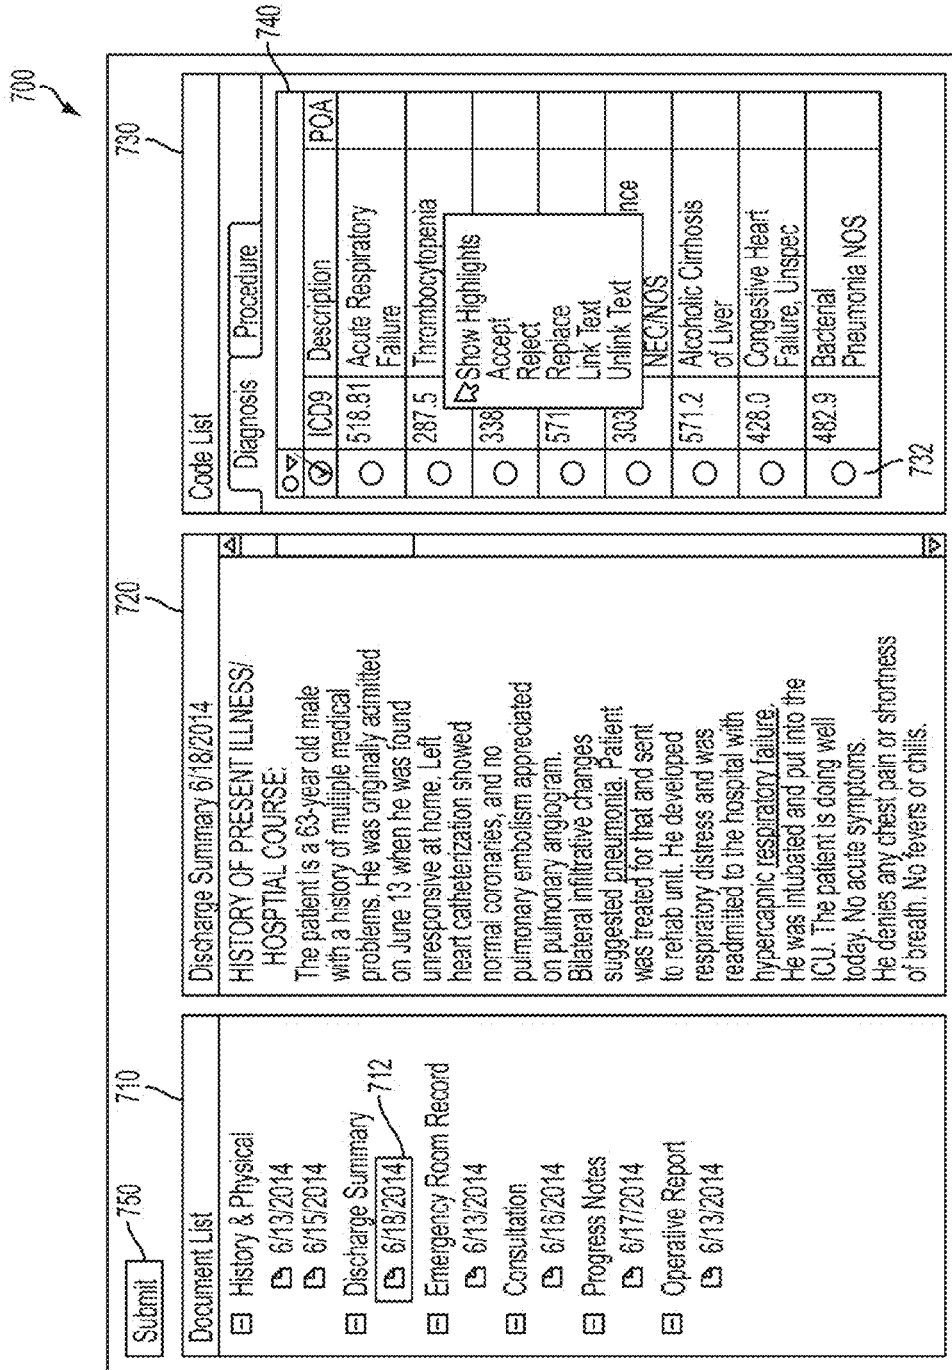 700
750
Submit
710
Document List
History & Physical
6/13/2014
6/15/2014
Discharge Summary
712
6/18/2014
Emergency Room Record
6/13/2014
Consultation
6/16/2014
Progress Notes
6/17/2014
Operative Report
6/13/2014
720
Discharge Summary 6/18/2014
HISTORY OF PRESENT ILLNESS/
HOSPTIAL COURSE:
The patient is a 63-year old male
with a history of multiple medical
problems. He was originally admitted
on June 13 when he was found
unresponsive at home. Left
heart catheterization showed
normal coronaries, and no
pulmonary embolism appreciated
on pulmonary angiogram.
Bilateral infiltrative changes
suggested pneumonia. Patient
was treated for that and sent
to rehab unit. He developed
respiratory distress and was
readmitted to the hospital with
hypercapnic respiratory failure.
He was intubated and put into the
ICU. The patient is doing well
today. No acute symptoms.
He denies any chest pain or shortness
of breath. No fevers or chills.
730
Code List
Diagnosis Procedure
740
ICD9 Description POA
518.81 Acute Respiratory
Failure
287.5 Thrombocytopenia
338
571
303 nce
NEC/NOS
Show Highlights
Accept
Reject
Replace
Link Text
Unlink Text
571.2 Alcoholic Cirrhosis
of Liver
428.0 Congestive Heart
Failure, Unspec
482.9 Bacterial
Pneumonia NOS
732